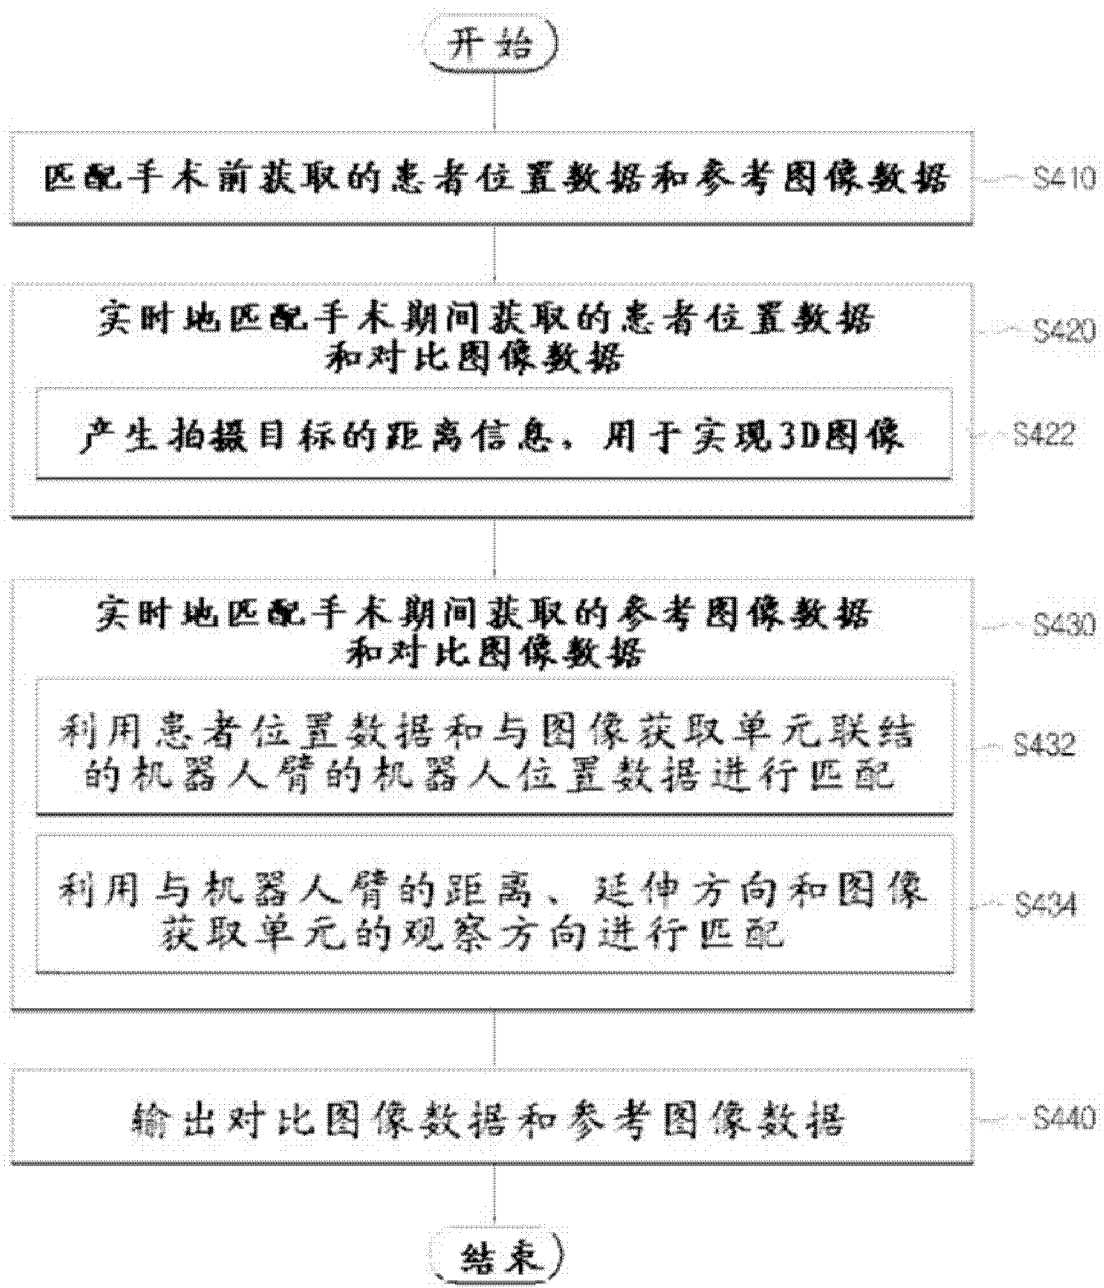 开始
匹配手术前获取的患者位置数据和参考图像数据
S410
实时地匹配手术期间获取的患者位置数据
和对比图像数据
S420
产生拍摄目标的距离信息、用于实现3D图像
S422
实时地匹配手术期间获取的参考图像数据
和对比图像数据
S430
利用患者位置数据和与图像获取单元联结
的机器人臂的机器人位置数据进行匹配
S432
利用与机器人臂的距离、延伸方向和图像
获取单元的观察方向进行匹配
S434
输出对比图像数据和参考图像数据
S440
结束